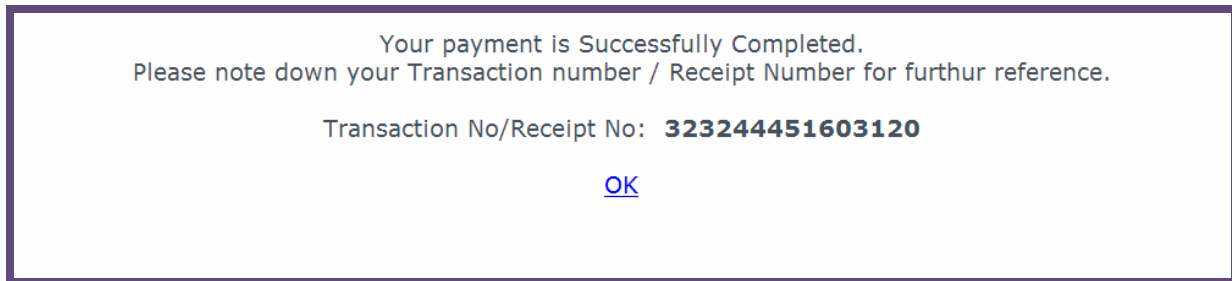 Your payment is Successfully Completed.
Please note down your Transaction number / Receipt Number for furthur reference.
Transaction No/Receipt No: 323244451603120
OK